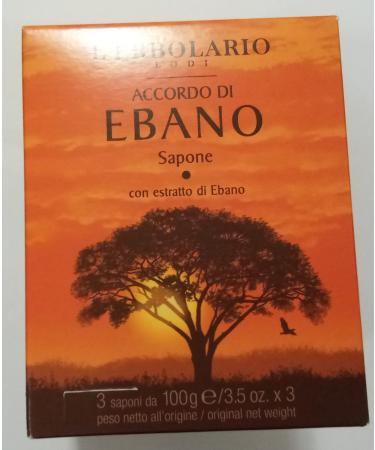 L'ERBOLARIO
LODI
ACCORDO DI
EBANO
Sapone
con estratto di Ebano
3 saponi da 100g ℮/3.5 oz. x 3
peso netto all'origine / original net weight